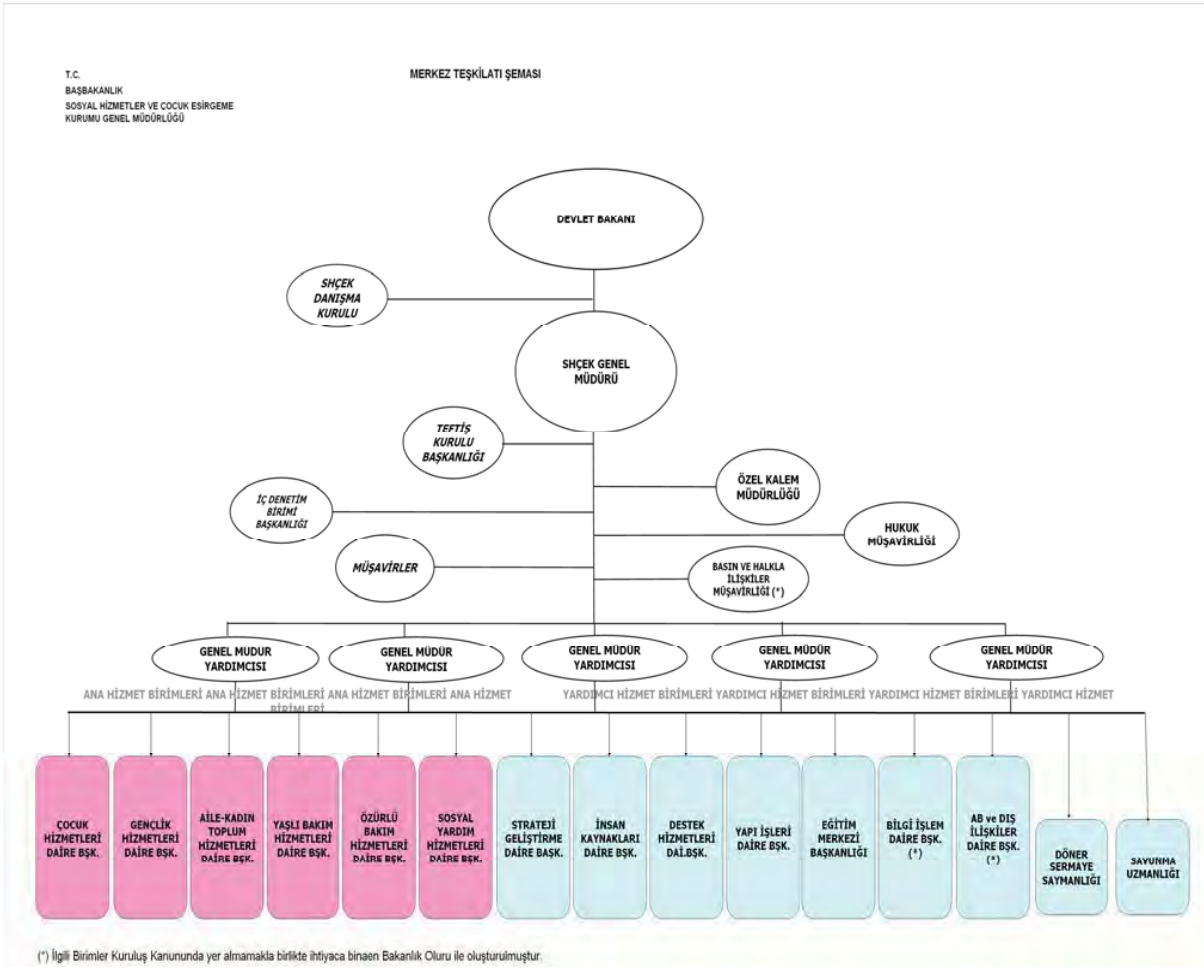 T.C.
BAŞBAKANLIK
SOSYAL HİZMETLER VE ÇOCUK ESİRGEME
KURUMU GENEL MÜDÜRLÜĞÜ
MERKEZ TEŞKİLATI ŞEMASI
DEVLET BAKANI
SHÇEK
DANIŞMA
KURULU
SHÇEK GENEL
MÜDÜRÜ
TEFTİŞ
KURULU
BAŞKANLIĞI
ÖZEL KALEM
MÜDÜRLÜĞÜ
İÇ DENETİM
BİRİMİ
BAŞKANLIĞI
HUKUK
MÜŞAVİRLİĞİ
MÜŞAVİRLER
BASIN VE HALKLA
İLİŞKİLER
MÜŞAVİRLİĞİ (*)
GENEL MUDUR
YARDIMCISI
GENEL MÜDÜR
YARDIMCISI
GENEL MÜDÜR
YARDIMCISI
GENEL MÜDÜR
YARDIMCISI
GENEL MÜDÜR
YARDIMCISI
ANA HİZMET BİRİMLERİ ANA HİZMET BİRİMLERİ ANA HİZMET BİRİMLERİ ANA HİZMET
BİRİMLERİ
YARDIMCI HİZMET BİRİMLERİ YARDIMCI HİZMET BİRİMLERİ YARDIMCI HİZMET BİRİMLERİ YARDIMCI HİZMET
ÇOCUK
HİZMETLERİ
DAİRE BŞK.
GENÇLİK
HİZMETLERİ
DAİRE BŞK.
AİLE-KADIN
TOPLUM
HİZMETLERİ
DAİRE BŞK.
YAŞLI BAKIM
HİZMETLERİ
DAİRE BŞK.
ÖZÜRLÜ
BAKIM
HİZMETLERİ
DAİRE BŞK.
SOSYAL
YARDIM
HİZMETLERİ
DAİRE BŞK.
STRATEJİ
GELİŞTİRME
DAİRE BAŞK.
İNSAN
KAYNAKLARI
DAİRE BŞK.
DESTEK
HİZMETLERİ
DAİ.BŞK.
YAPI İŞLERİ
DAİRE BŞK.
EĞİTİM
MERKEZİ
BAŞKANLIĞI
BİLGİ İŞLEM
DAİRE BŞK.
(*)
AB ve DIŞ
İLİŞKİLER
DAİRE BŞK.
(*)
DÖNER
SERMAYE
SAYMANLIĞI
SAVUNMA
UZMANLIĞI
(*) İlgili Birimler Kuruluş Kanununda yer almamakla birlikte ihtiyaca binaen Bakanlık Oluru ile oluşturulmuştur.